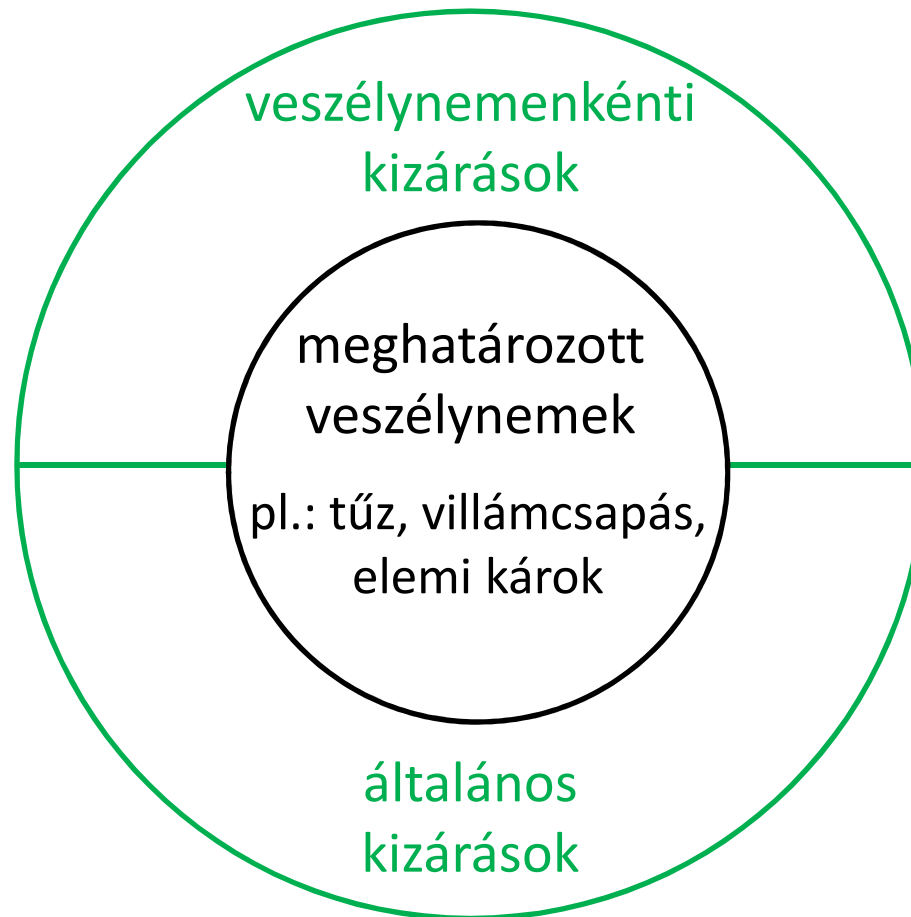 veszélynemenkénti
kizárások
meghatározott
veszélynemek
pl.: tűz, villámcsapás,
elemi károk
általános
kizárások